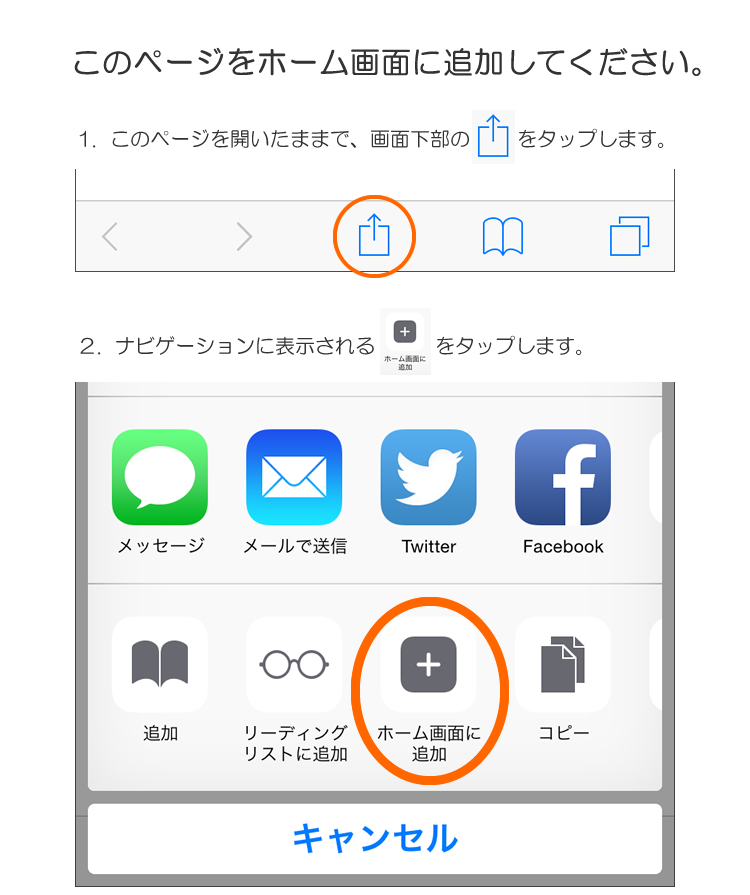 このページをホーム画面に追加してください。
1. このページを開いたままで、画面下部の をタップします。
2. ナビゲーションに表示される ホーム画面に追加 をタップします。
メッセージ メールで送信 Twitter Facebook
追加 リーディングリストに追加 ホーム画面に追加 コピー
キャンセル